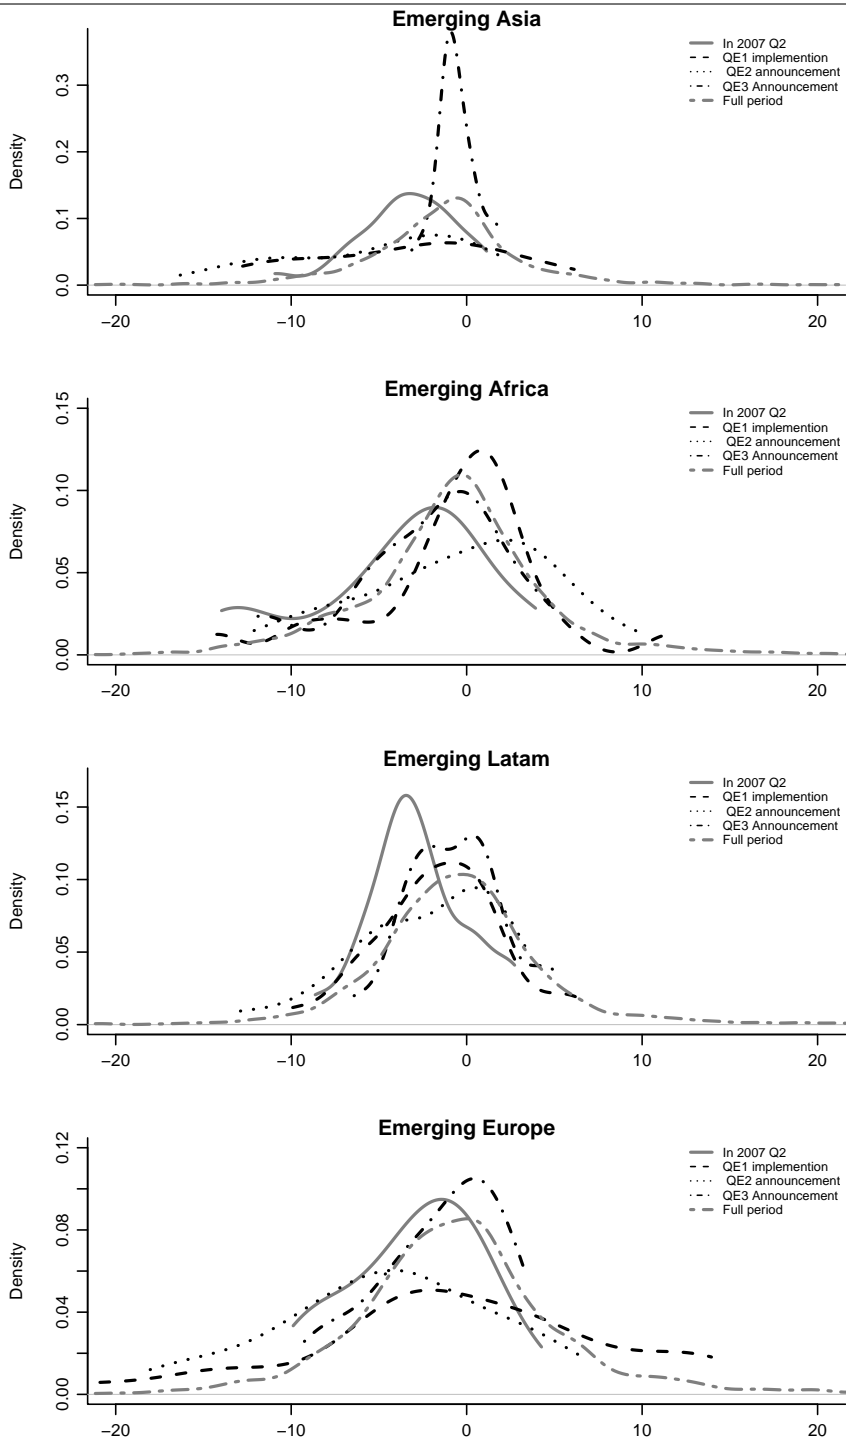 Emerging Asia
In 2007 Q2
QE1 implemention
QE2 announcement
QE3 Announcement
Full period
Density
0.0 0.1 0.2 0.3
−20 −10 0 10 20
Emerging Africa
In 2007 Q2
QE1 implemention
QE2 announcement
QE3 Announcement
Full period
Density
0.00 0.05 0.10 0.15
−20 −10 0 10 20
Emerging Latam
In 2007 Q2
QE1 implemention
QE2 announcement
QE3 Announcement
Full period
Density
0.00 0.05 0.10 0.15
−20 −10 0 10 20
Emerging Europe
In 2007 Q2
QE1 implemention
QE2 announcement
QE3 Announcement
Full period
Density
0.00 0.04 0.08 0.12
−20 −10 0 10 20